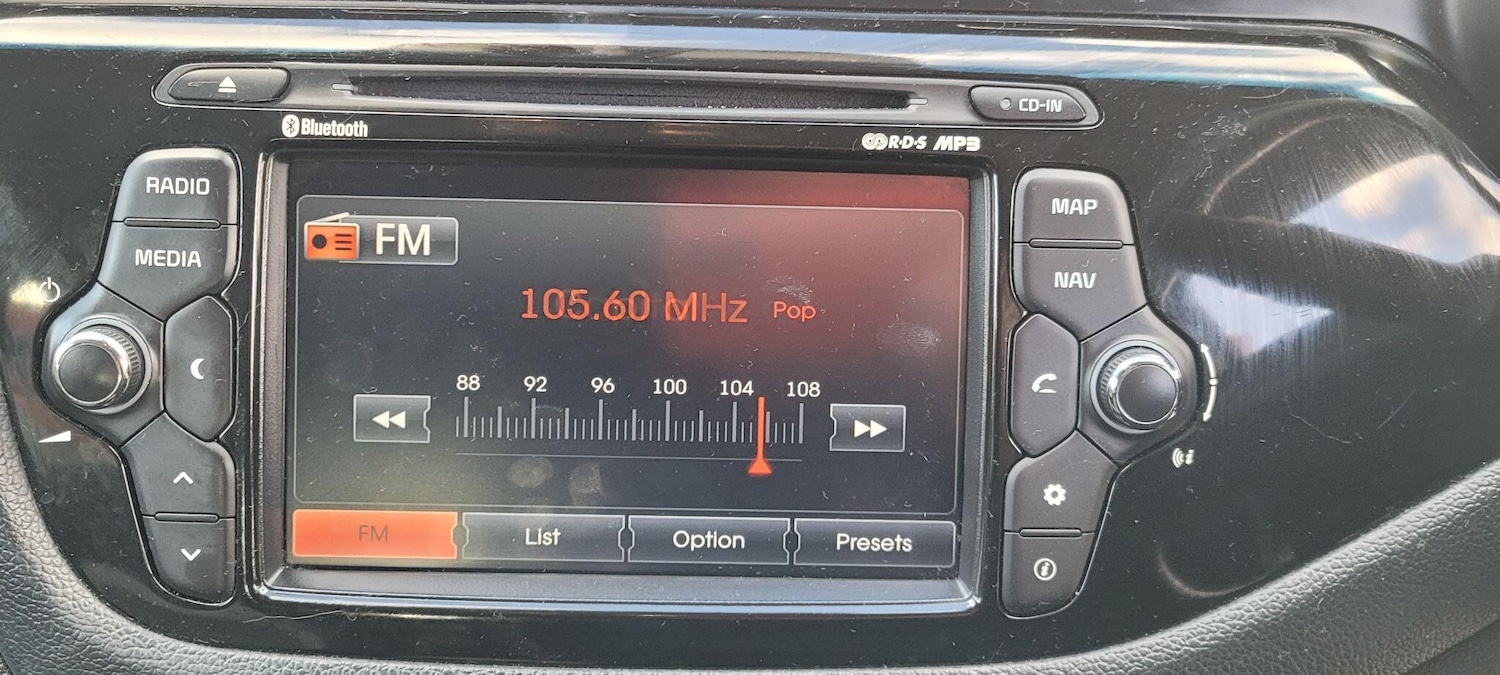 CD-IN
Bluetooth
R·D·S MP3
RADIO
MEDIA
MAP
NAV
FM
105.60 MHz Pop
88 92 96 100 104 108
FM List Option Presets